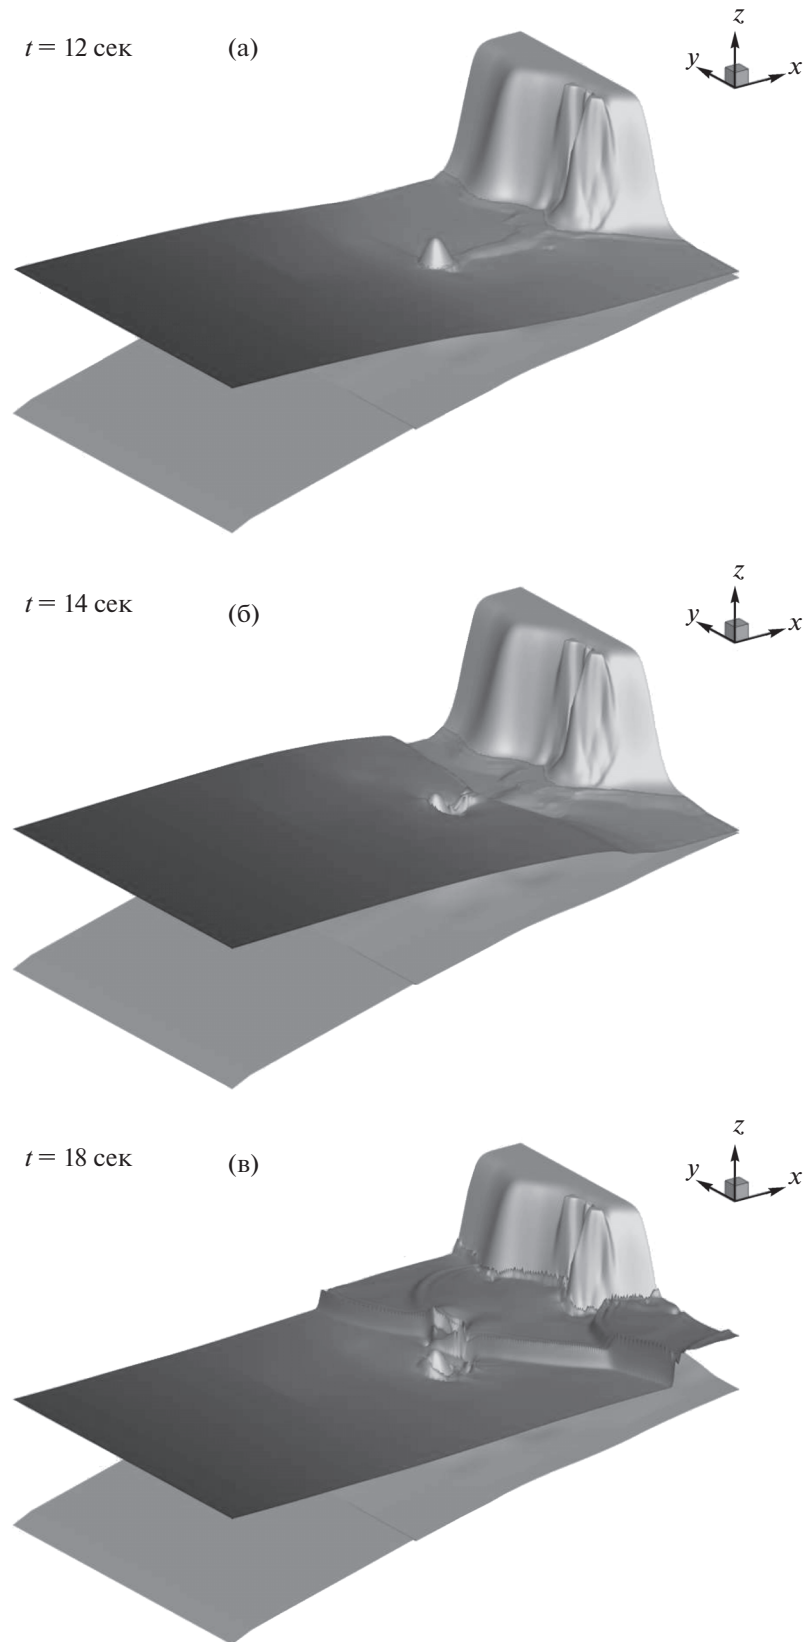 t = 12 сек (а)
z
y
x
t = 14 сек (б)
z
y
x
t = 18 сек (в)
z
y
x